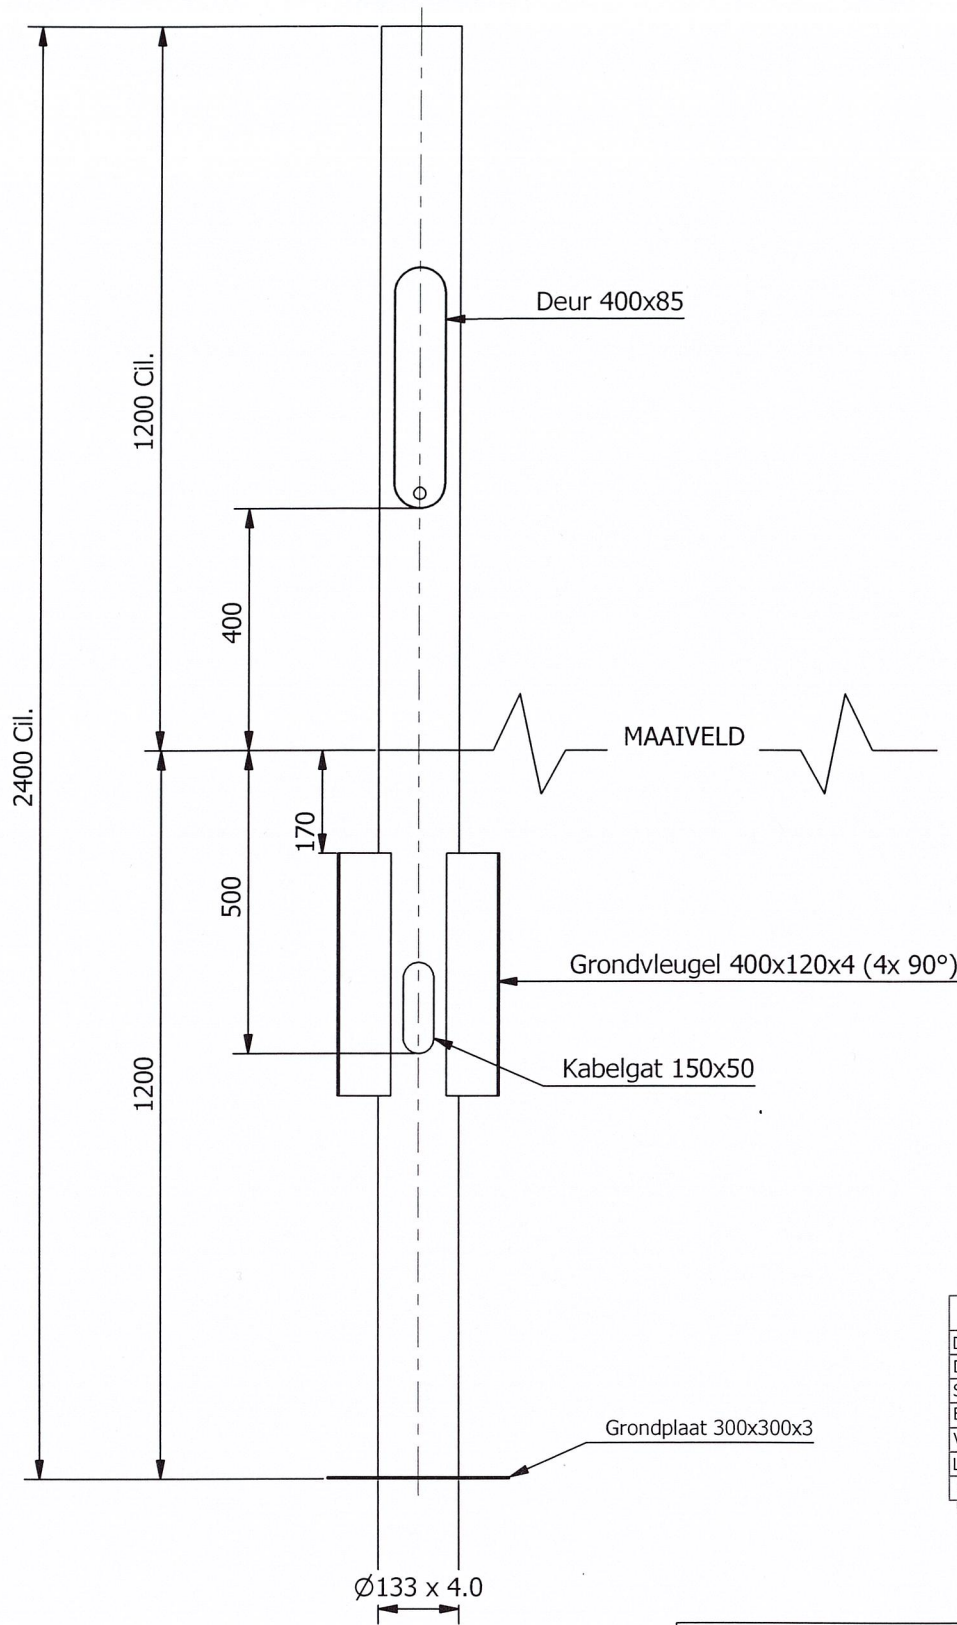 Deur 400x85
1200 Cil.
400
2400 Cil.
MAAIVELD
170
500
Grondvleugel 400x120x4 (4x 90°)
Kabelgat 150x50
1200
Grondplaat 300x300x3
Ø133 x 4.0